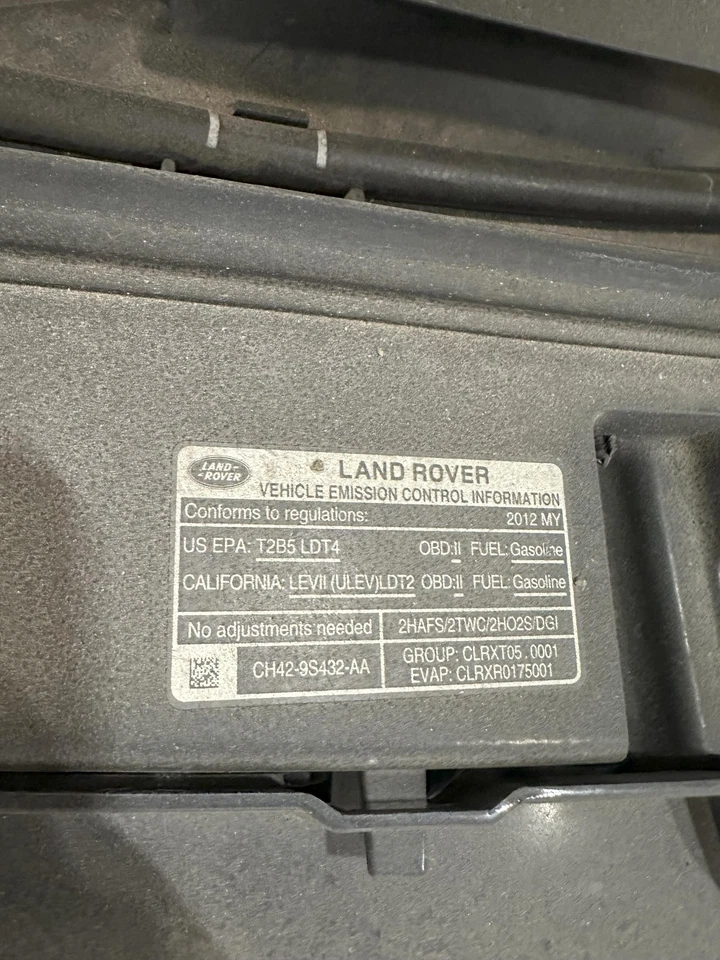 LAND-
ROVER
LAND ROVER
VEHICLE EMISSION CONTROL INFORMATION
Conforms to regulations: 2012 MY
US EPA: T2B5 LDT4 OBD:II FUEL: Gasoline
CALIFORNIA: LEVII (ULEV)LDT2 OBD:II FUEL: Gasoline
No adjustments needed 2HAFS/2TWC/2HO2S/DGI
CH42-9S432-AA
GROUP: CLRXT05.0001
EVAP: CLRXR0175001